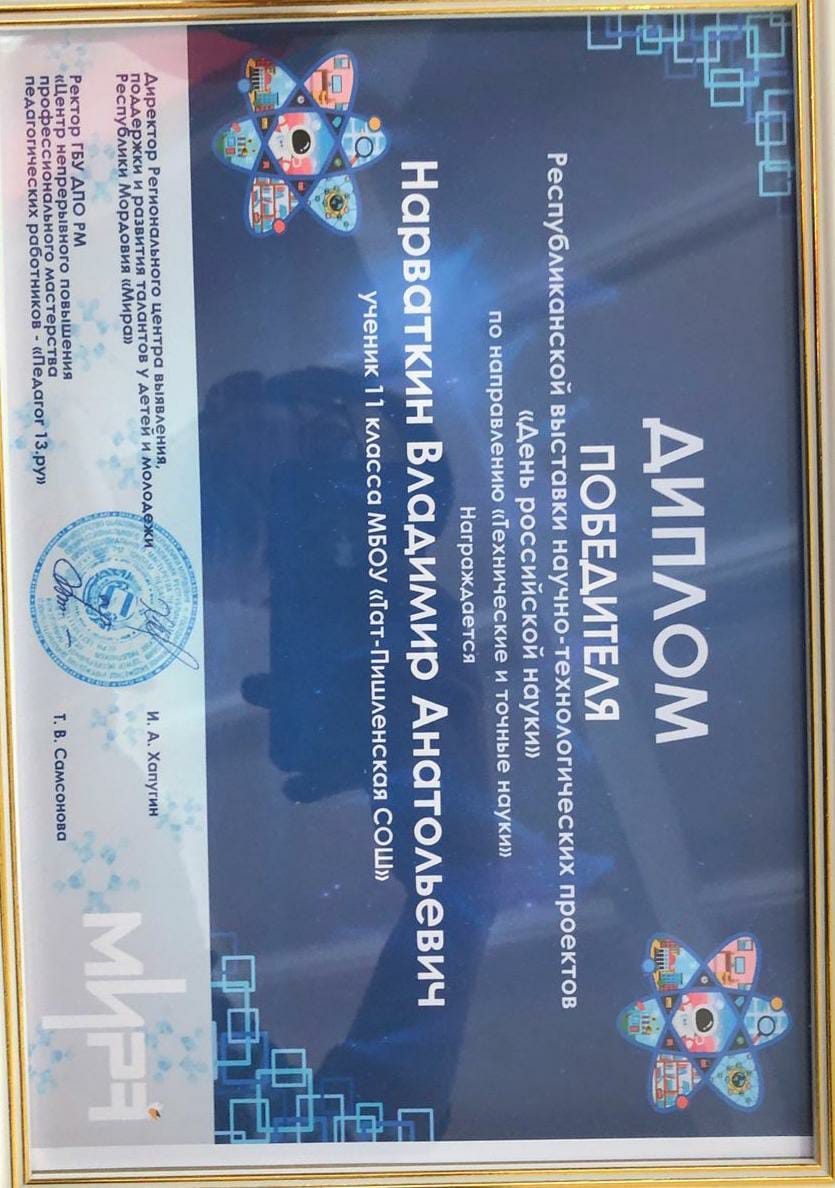 ДИПЛОМ
ПОБЕДИТЕЛЯ
Республиканской выставки научно-технологических проектов
«День российской науки»
по направлению «Технические и точные науки»
Награждается
Нарваткин Владимир Анатольевич
ученик 11 класса МБОУ «Тат-Пишленская СОШ»
Директор Регионального центра выявления,
поддержки и развития талантов у детей и молодежи
Республики Мордовия «Мира»
И. А. Хапугин
Ректор ГБУ ДПО РМ
«Центр непрерывного повышения
профессионального мастерства
педагогических работников - «Педагог 13.ру»
Т. В. Самсонова
МИРА